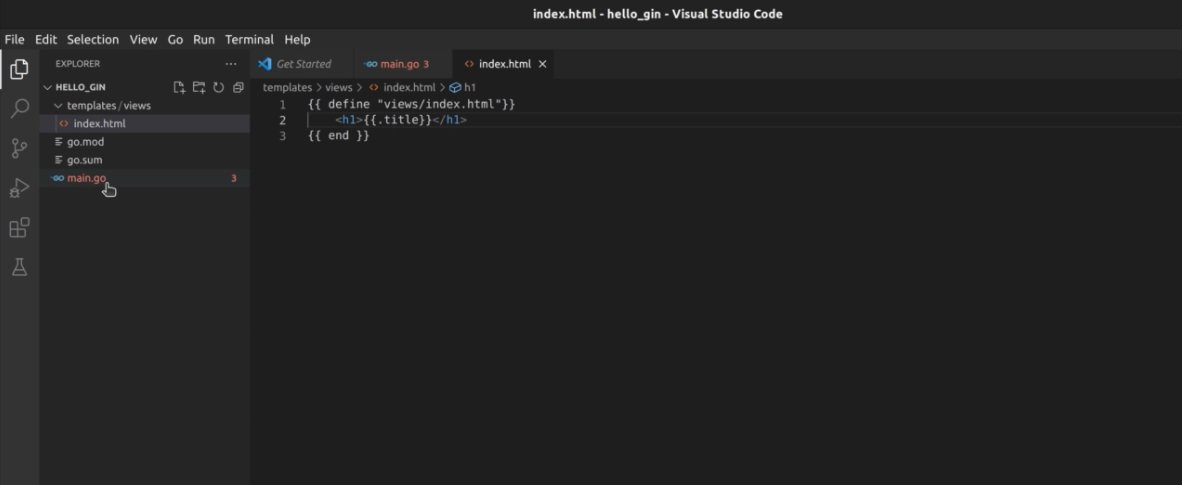 index.html - hello_gin - Visual Studio Code
File Edit Selection View Go Run Terminal Help
EXPLORER
HELLO_GIN
templates/views
index.html
go.mod
go.sum
main.go 3
Get Started main.go 3 index.html
templates > views > index.html > h1
1 {{ define "views/index.html"}}
2 <h1>{{.title}}</h1>
3 {{ end }}